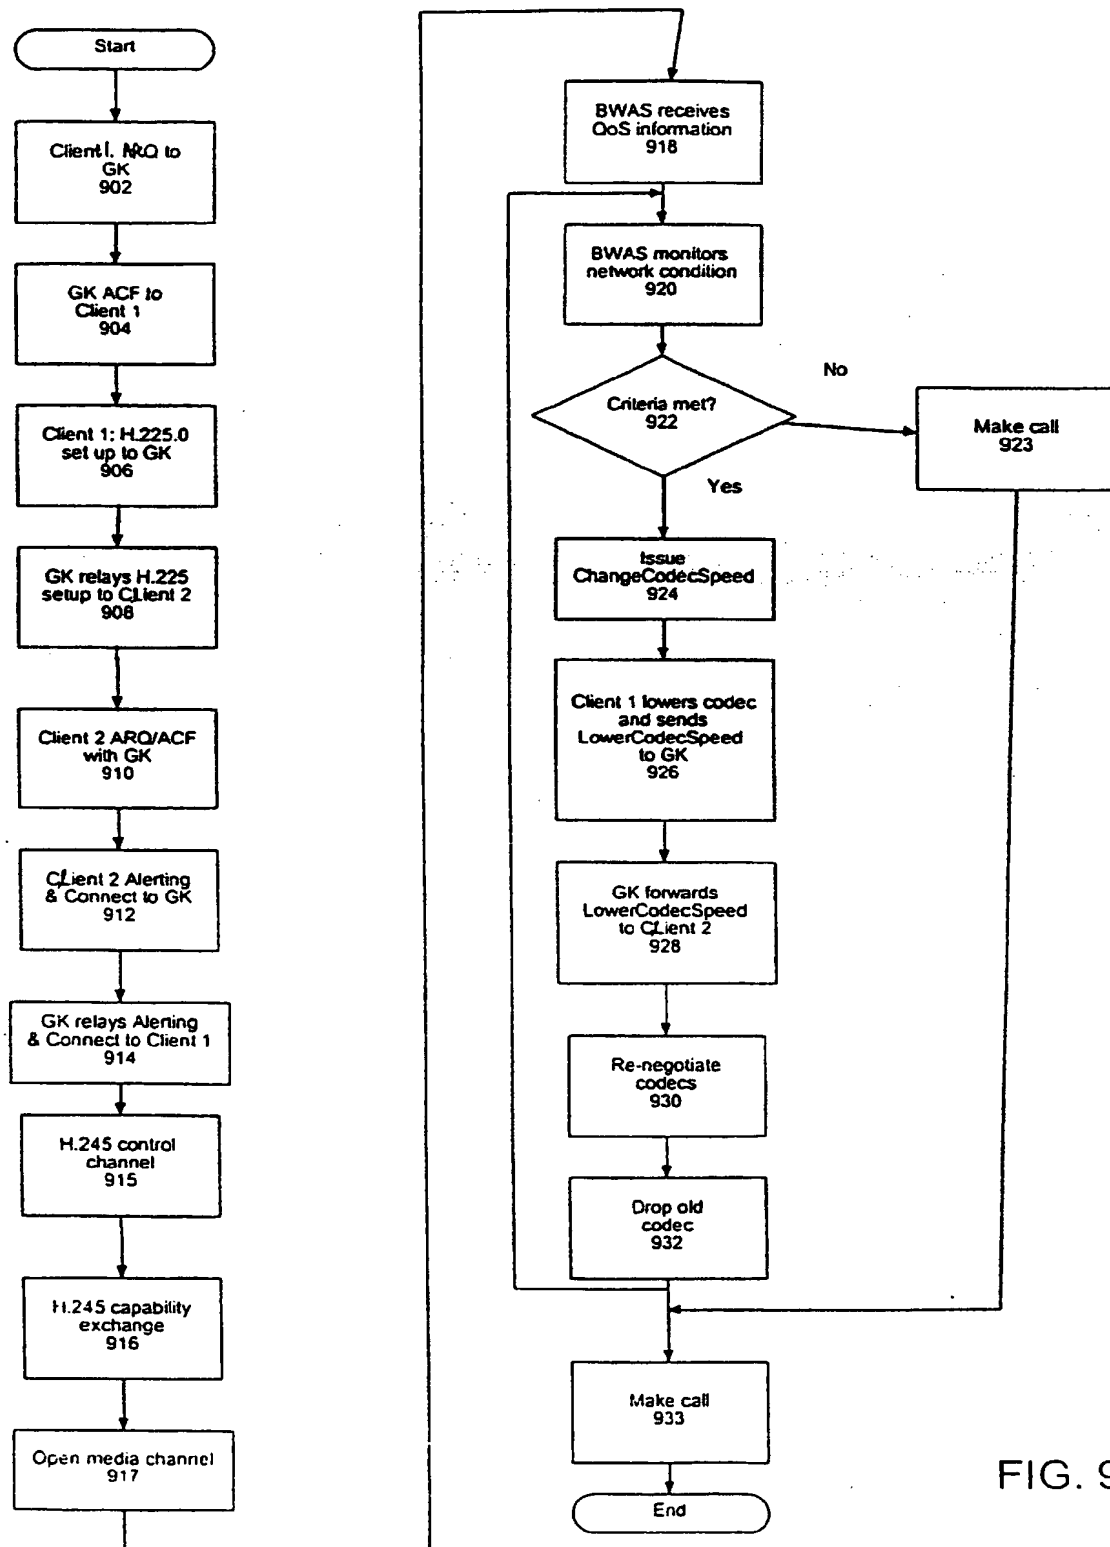 Start
Client 1. ARQ to
GK
902
GK ACF to
Client 1
904
Client 1: H.225.0
set up to GK
906
GK relays H.225
setup to CLient 2
908
Client 2 ARQ/ACF
with GK
910
CLient 2 Alerting
& Connect to GK
912
GK relays Alerting
& Connect to Client 1
914
H.245 control
channel
915
H.245 capability
exchange
916
Open media channel
917
BWAS receives
QoS information
918
BWAS monitors
network condition
920
Criteria met?
922
No
Make call
923
Yes
Issue
ChangeCodecSpeed
924
Client 1 lowers codec
and sends
LowerCodecSpeed
to GK
926
GK forwards
LowerCodecSpeed
to CLient 2
928
Re-negotiate
codecs
930
Drop old
codec
932
Make call
933
End
FIG. 9